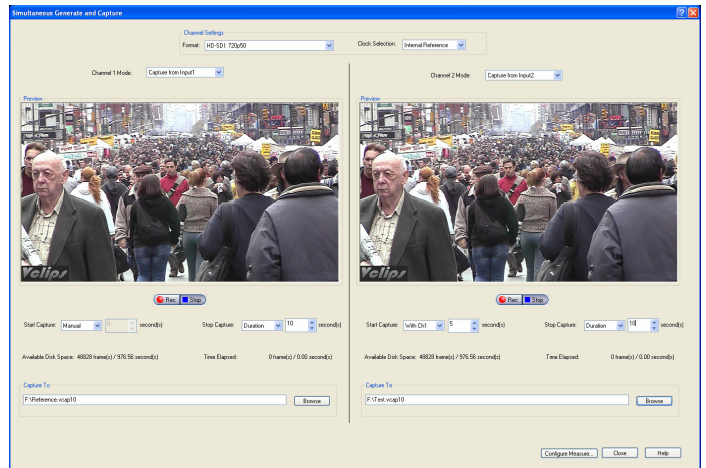 Simultaneous Generate and Capture
Channel Settings
Format: HD-SDI: 720p50
Clock Selection: Internal Reference
Channel 1 Mode: Capture from Input1
Channel 2 Mode: Capture from Input2
Preview
Preview
Vclips
Vclips
Rec Stop
Rec Stop
Start Capture: Manual 0 second(s) Stop Capture: Duration 10 second(s)
Start Capture: With Ch1 5 second(s) Stop Capture: Duration 10 second(s)
Available Disk Space: 48828 frame(s) / 976.56 second(s) Time Elapsed: 0 frame(s) / 0.00 second(s)
Available Disk Space: 48828 frame(s) / 976.56 second(s) Time Elapsed: 0 frame(s) / 0.00 second(s)
Capture To
F:\Reference.vcap10 Browse
Capture To
F:\Test.vcap10 Browse
Configure Measure... Close Help